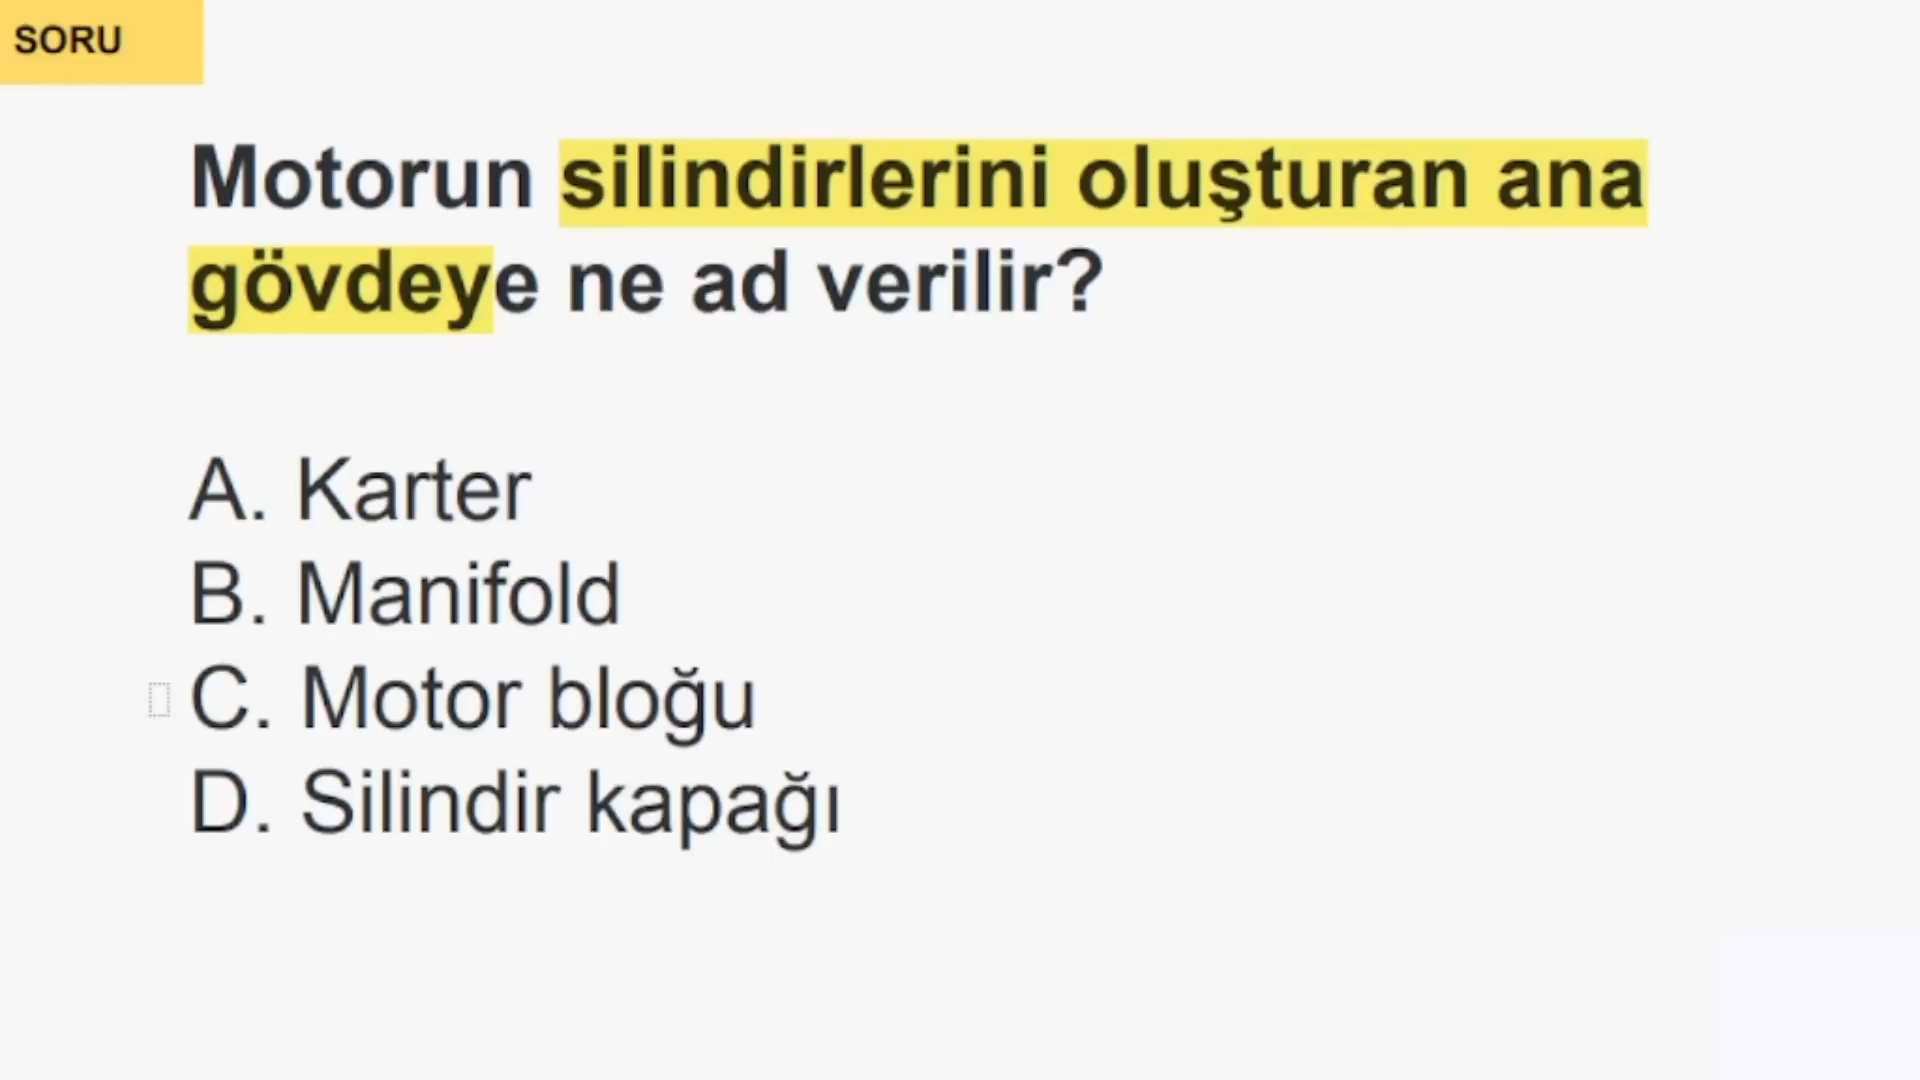 SORU
Motorun silindirlerini oluşturan ana
gövdeye ne ad verilir?
A. Karter
B. Manifold
C. Motor bloğu
D. Silindir kapağı